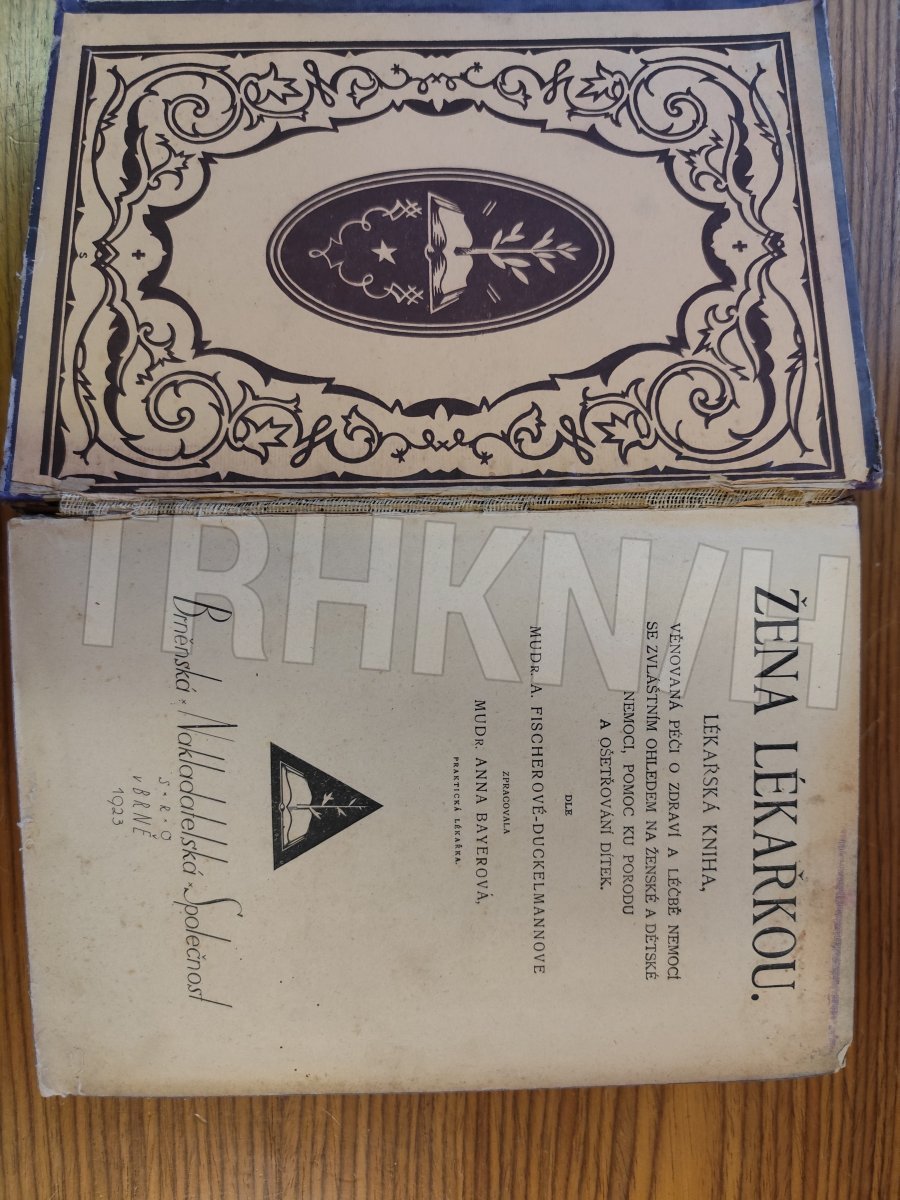 ŽENA LÉKAŘKOU.
LÉKAŘSKÁ KNIHA,
VĚNOVANÁ PÉČI O ZDRAVÍ A LÉČBĚ NEMOCÍ
SE ZVLÁŠTNÍM OHLEDEM NA ŽENSKÉ A DĚTSKÉ
NEMOCI, POMOC KU PORODU
A OŠETŘOVÁNÍ DÍTEK.
DLE
MUDR. A. FISCHEROVÉ-DUCKELMANNOVE
ZPRACOVALA
MUDR. ANNA BAYEROVÁ,
PRAKTICKÁ LÉKAŘKA.
Brněnská × Nakladatelská × Společnost
S × R × O
V BRNĚ
1923
S
TRHKNIH